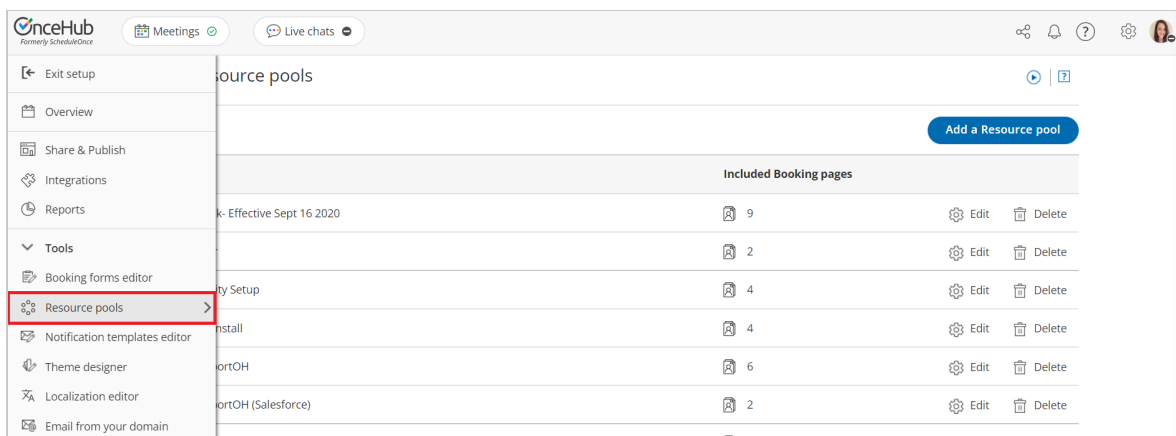 OnceHub
Formerly ScheduleOnce
Meetings
Live chats
?
Exit setup
Overview
Share & Publish
Integrations
Reports
Tools
Booking forms editor
Resource pools
Notification templates editor
Theme designer
Localization editor
Email from your domain
source pools
?
Add a Resource pool
Included Booking pages
k- Effective Sept 16 2020 9 Edit Delete
2 Edit Delete
ity Setup 4 Edit Delete
nstall 4 Edit Delete
ortOH 6 Edit Delete
ortOH (Salesforce) 2 Edit Delete